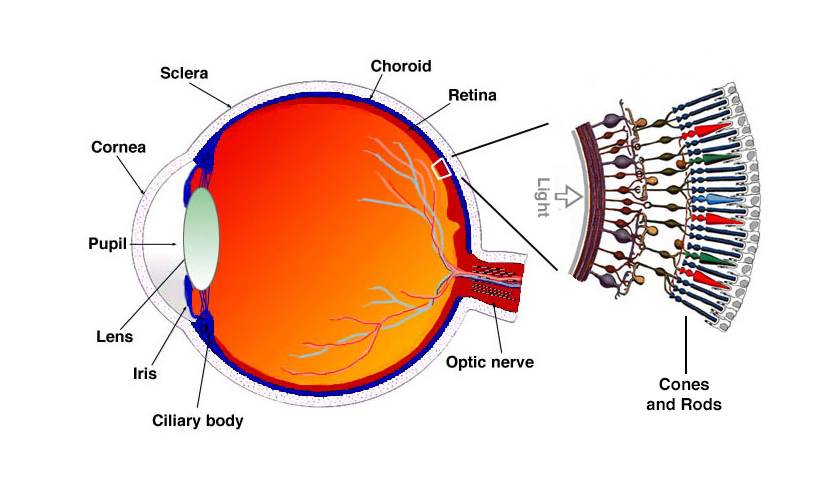 Choroid
Sclera
Retina
Cornea
Light
Pupil
Lens
Optic nerve
Iris
Cones
and Rods
Ciliary body